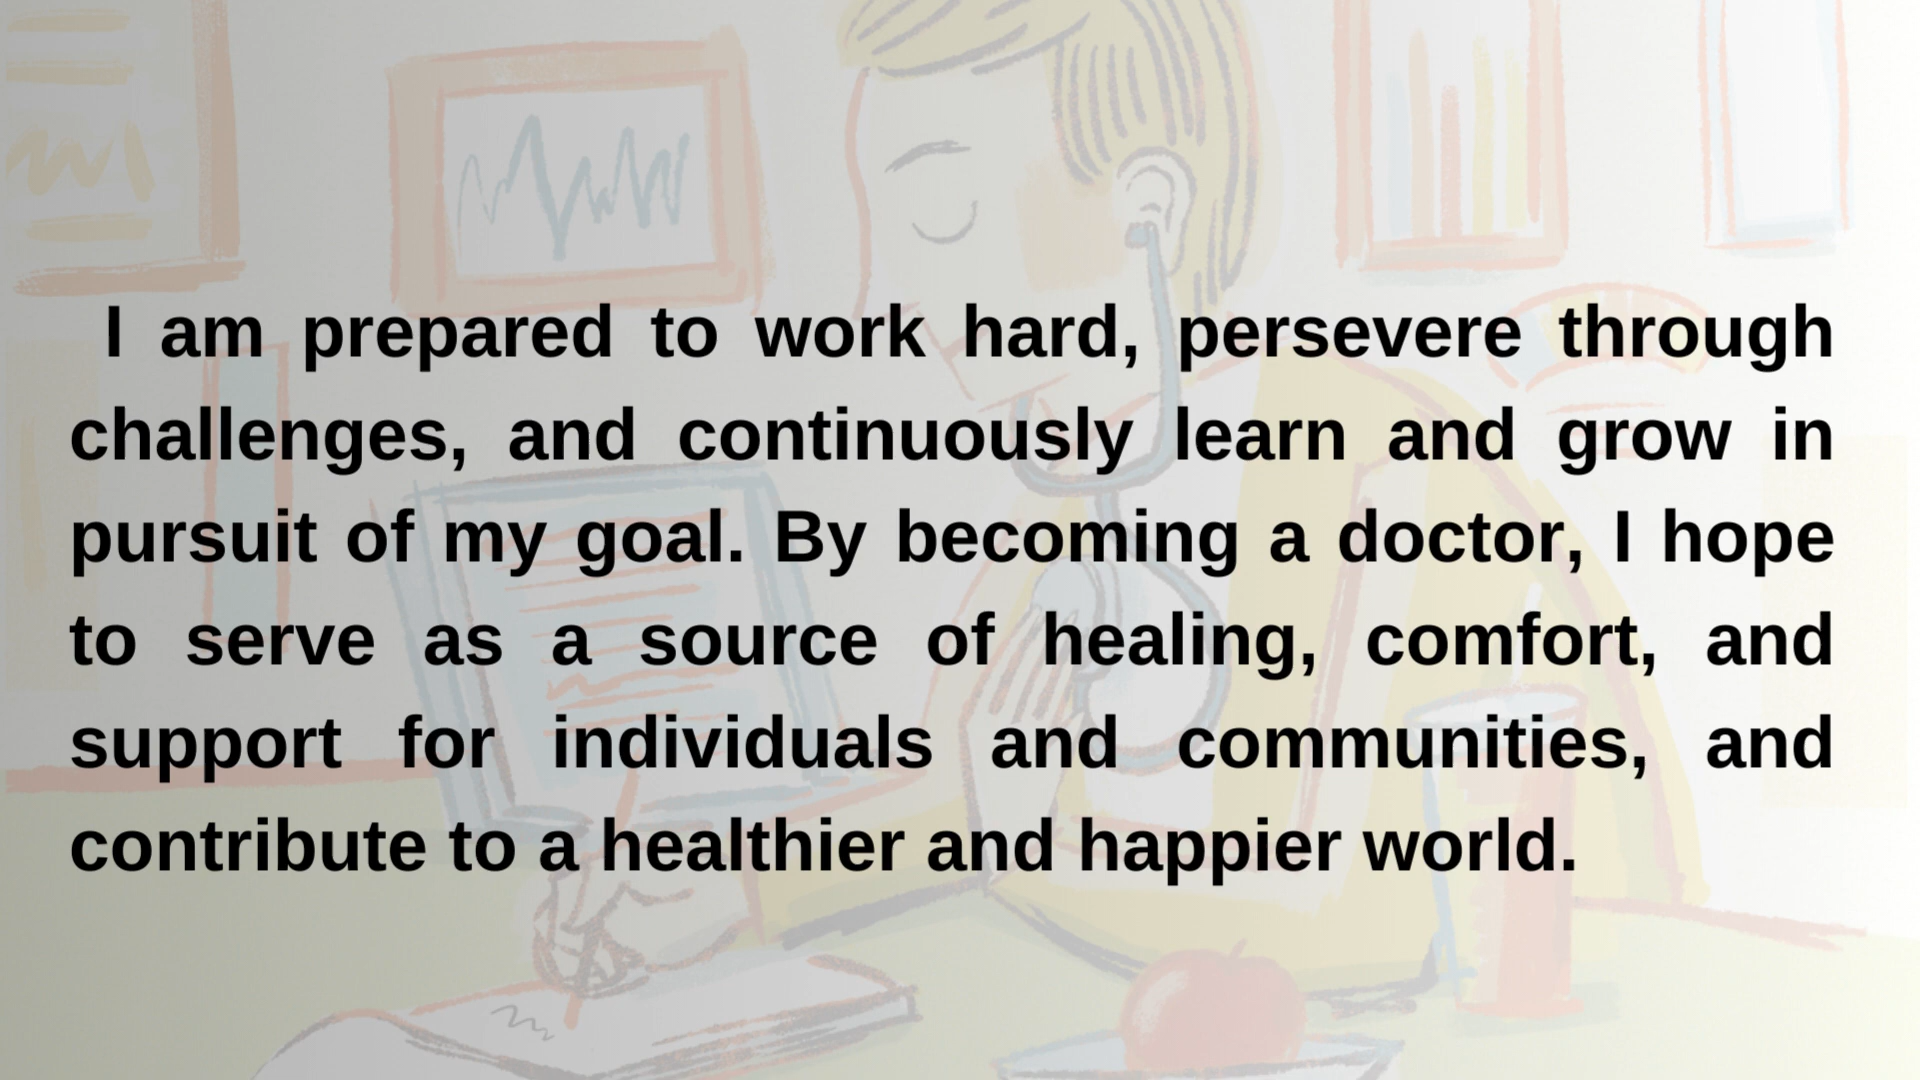 I am prepared to work hard, persevere through
challenges, and continuously learn and grow in
pursuit of my goal. By becoming a doctor, I hope
to serve as a source of healing, comfort, and
support for individuals and communities, and
contribute to a healthier and happier world.